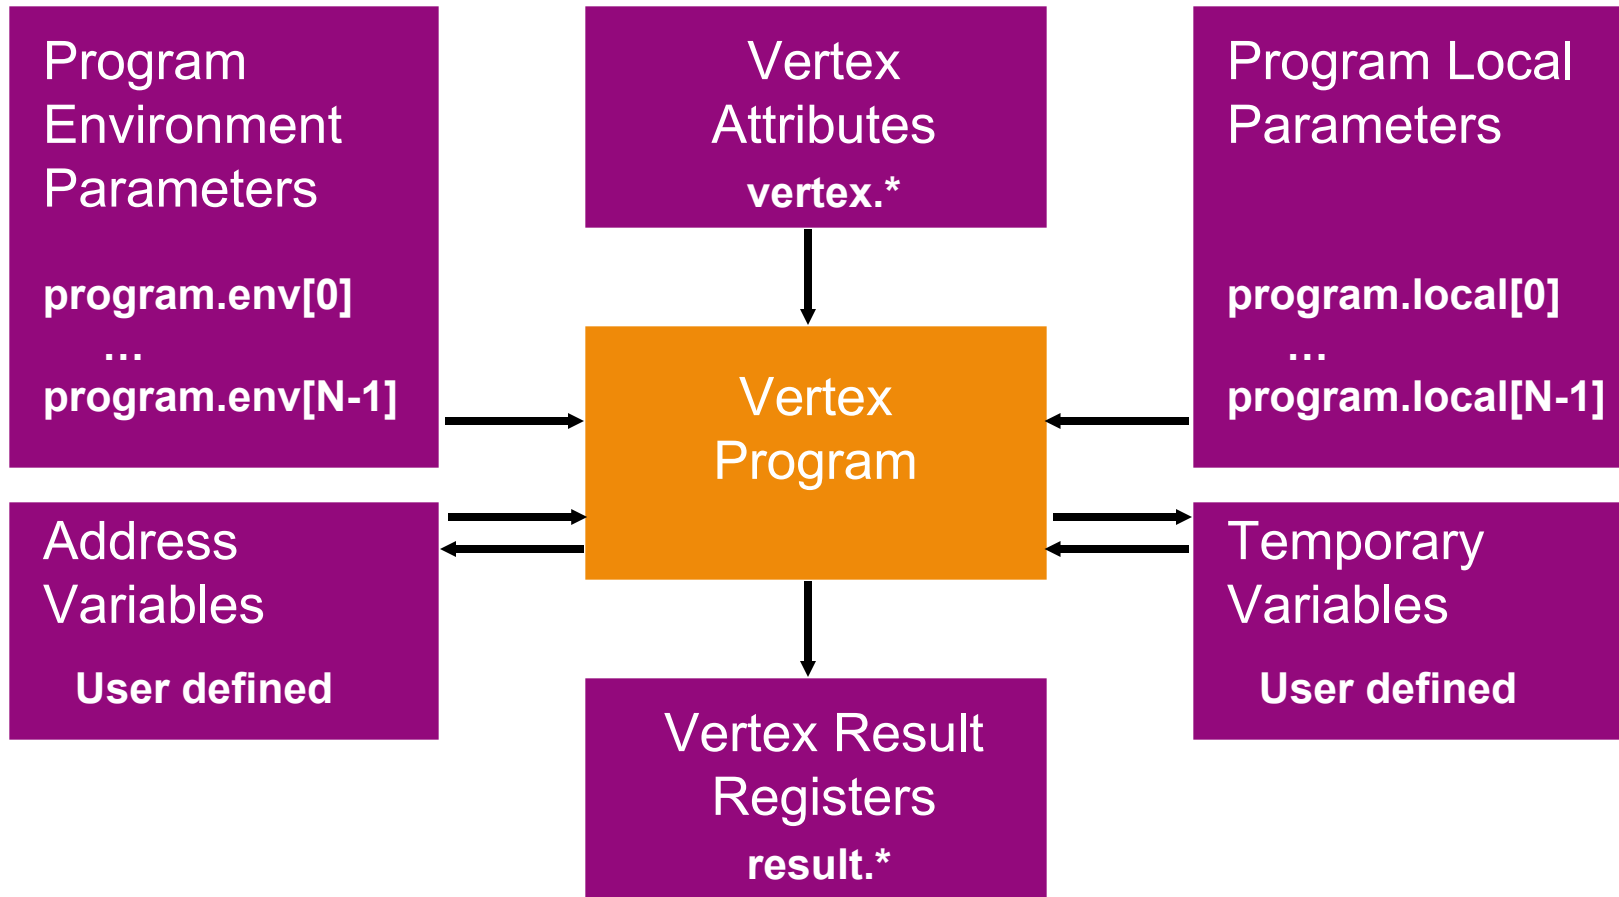 Program
Environment
Parameters
program.env[0]
…
program.env[N-1]
Vertex
Attributes
vertex.*
Program Local
Parameters
program.local[0]
…
program.local[N-1]
Vertex
Program
Address
Variables
User defined
Temporary
Variables
User defined
Vertex Result
Registers
result.*